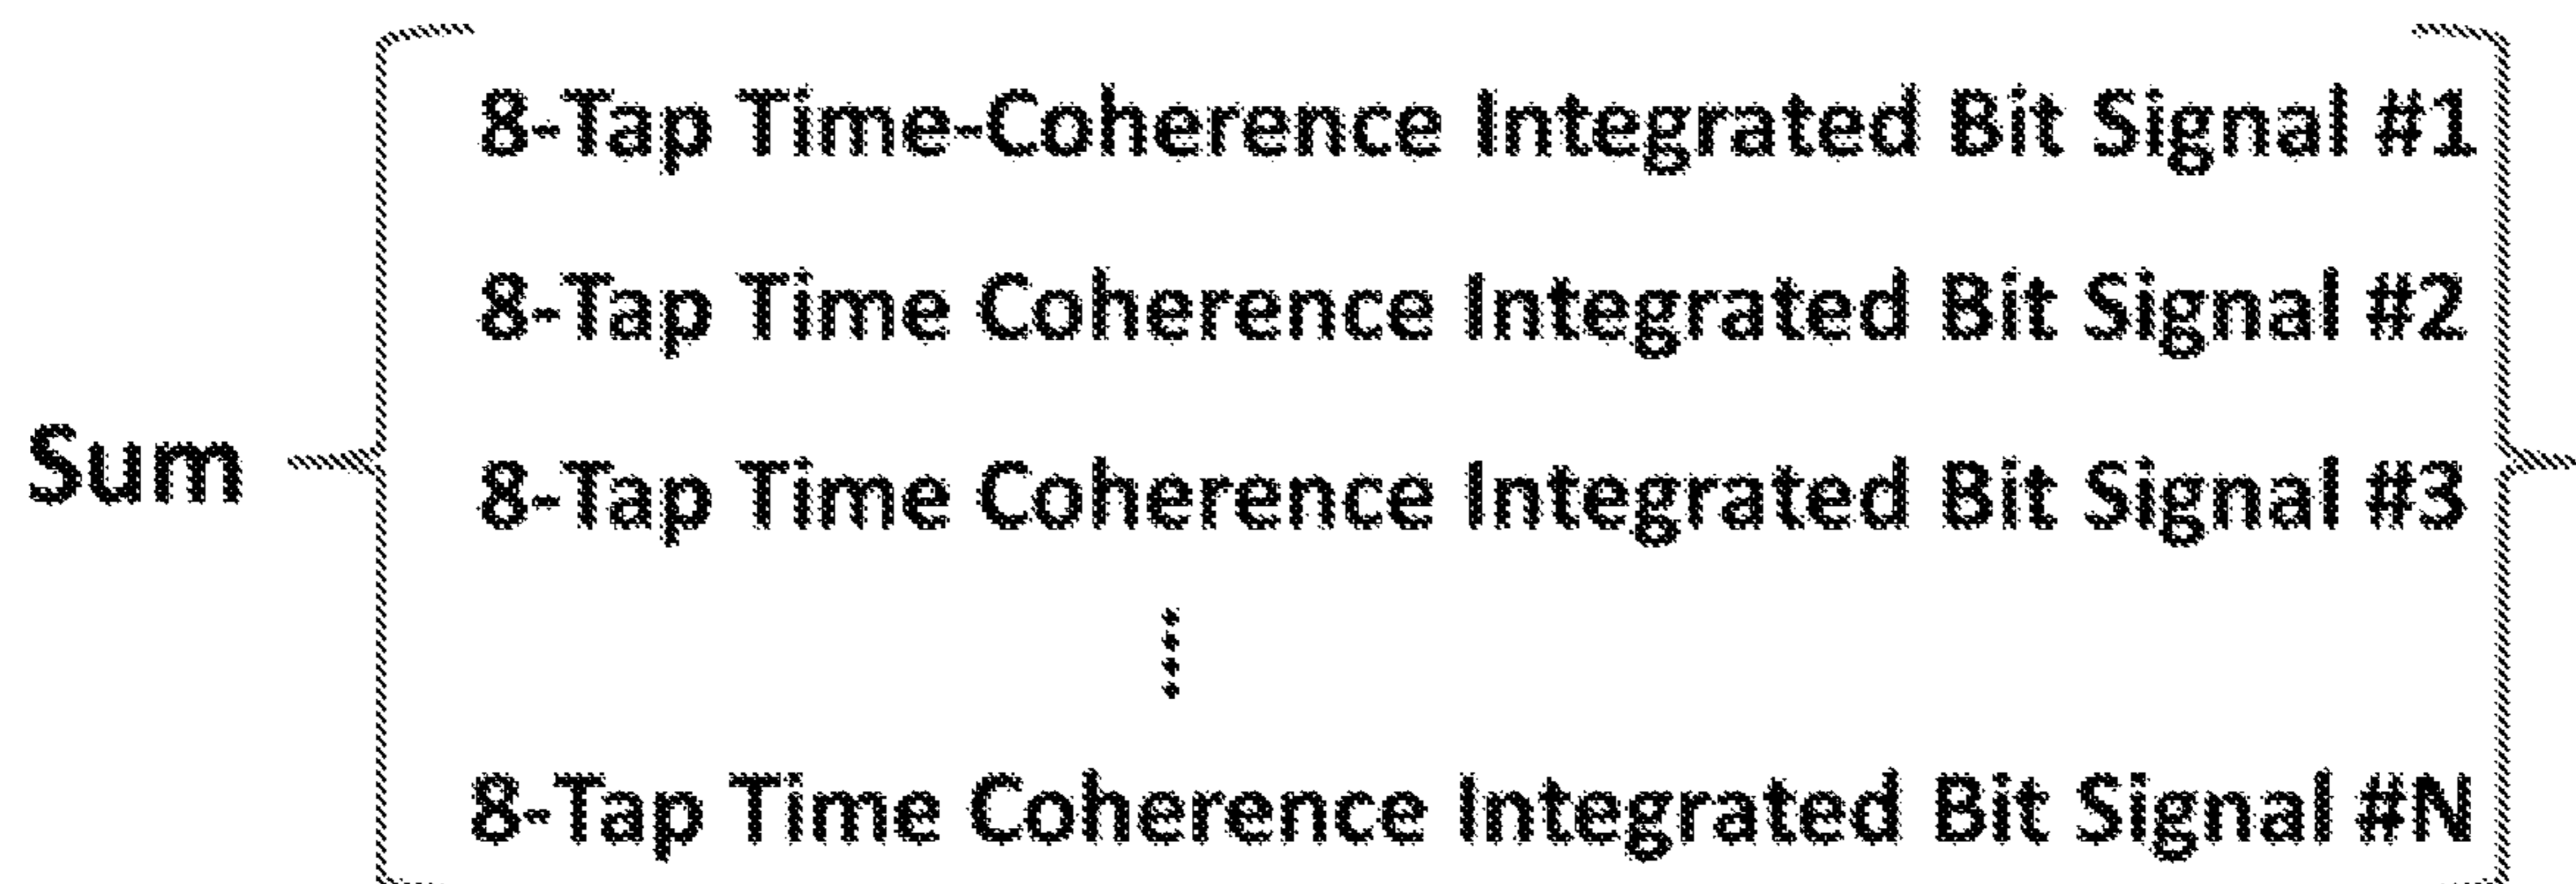 8-Tap Time-Coherence Integrated Bit Signal #1
8-Tap Time Coherence Integrated Bit Signal #2
Sum
8-Tap Time Coherence Integrated Bit Signal #3
8-Tap Time Coherence Integrated Bit Signal #N